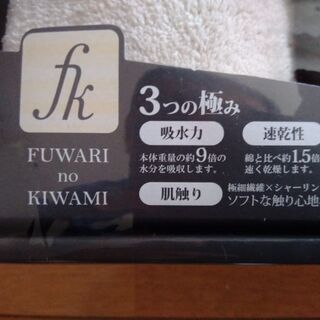 fk
FUWARI
no
KIWAMI
3つの極み
吸水力
本体重量の約9倍の
水分を吸収します。
速乾性
綿と比べ約1.5倍
速く乾燥します。
肌触り
極細繊維×シャーリン
ソフトな触り心地